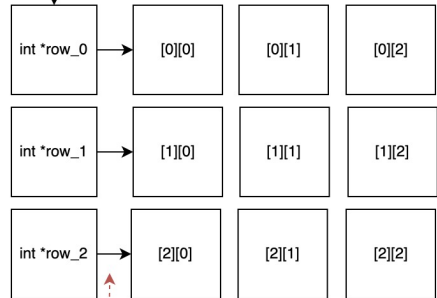 int *row_0 [0][0] [0][1] [0][2]
int *row_1 [1][0] [1][1] [1][2]
int *row_2 [2][0] [2][1] [2][2]